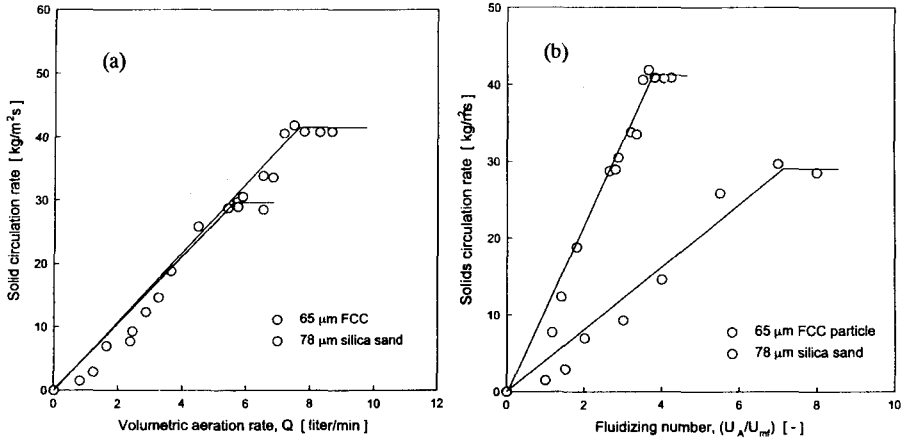 (a)
60
50
40
30
20
10
0
0 2 4 6 8 10 12
Solid circulation rate [ kg/m²s ]
Volumetric aeration rate, Q [ liter/min ]
65 μm FCC
78 μm silica sand
(b)
50
40
30
20
10
0
0 2 4 6 8 10
Solids circulation rate [ kg/m²s ]
Fluidizing number, (U_A/U_mf) [ - ]
65 μm FCC particle
78 μm silica sand